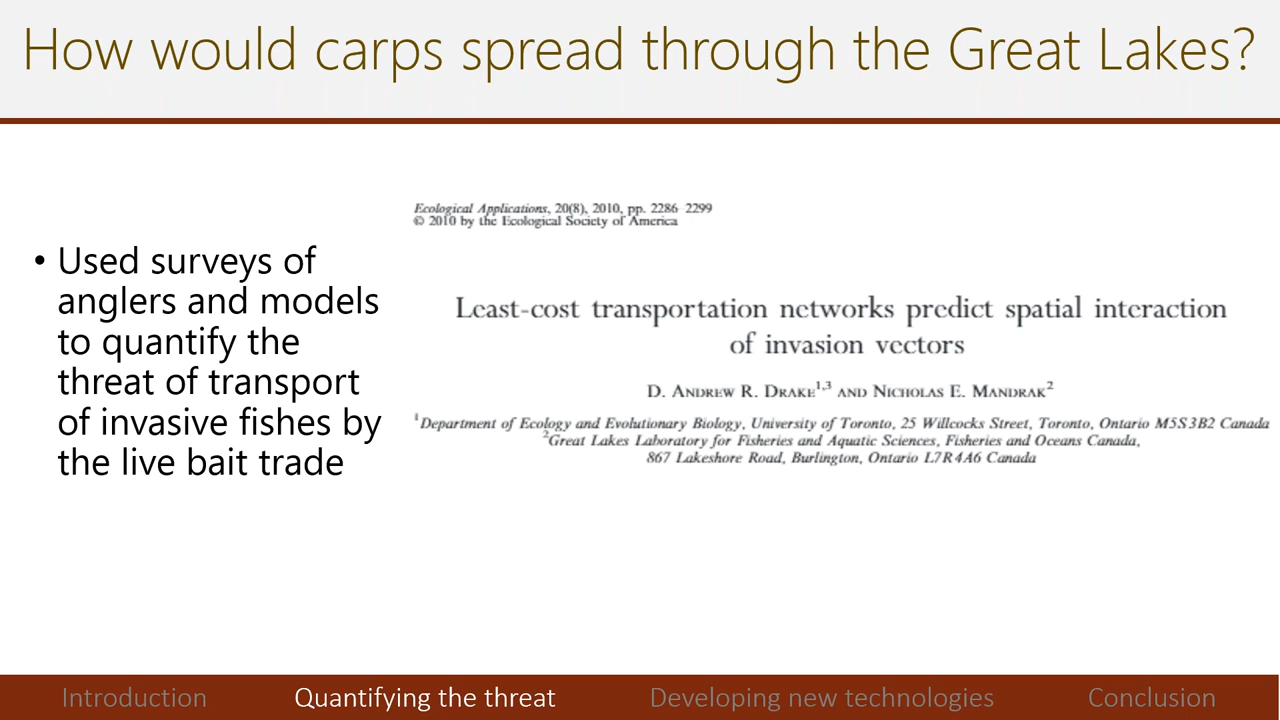 How would carps spread through the Great Lakes?
• Used surveys of
anglers and models
to quantify the
threat of transport
of invasive fishes by
the live bait trade
Ecological Applications, 20(8), 2010, pp. 2286–2299
© 2010 by the Ecological Society of America
Least-cost transportation networks predict spatial interaction
of invasion vectors
D. Andrew R. Drake1,3 and Nicholas E. Mandrak2
1Department of Ecology and Evolutionary Biology, University of Toronto, 25 Willcocks Street, Toronto, Ontario M5S3B2 Canada
2Great Lakes Laboratory for Fisheries and Aquatic Sciences, Fisheries and Oceans Canada,
867 Lakeshore Road, Burlington, Ontario L7R4A6 Canada
Introduction Quantifying the threat Developing new technologies Conclusion